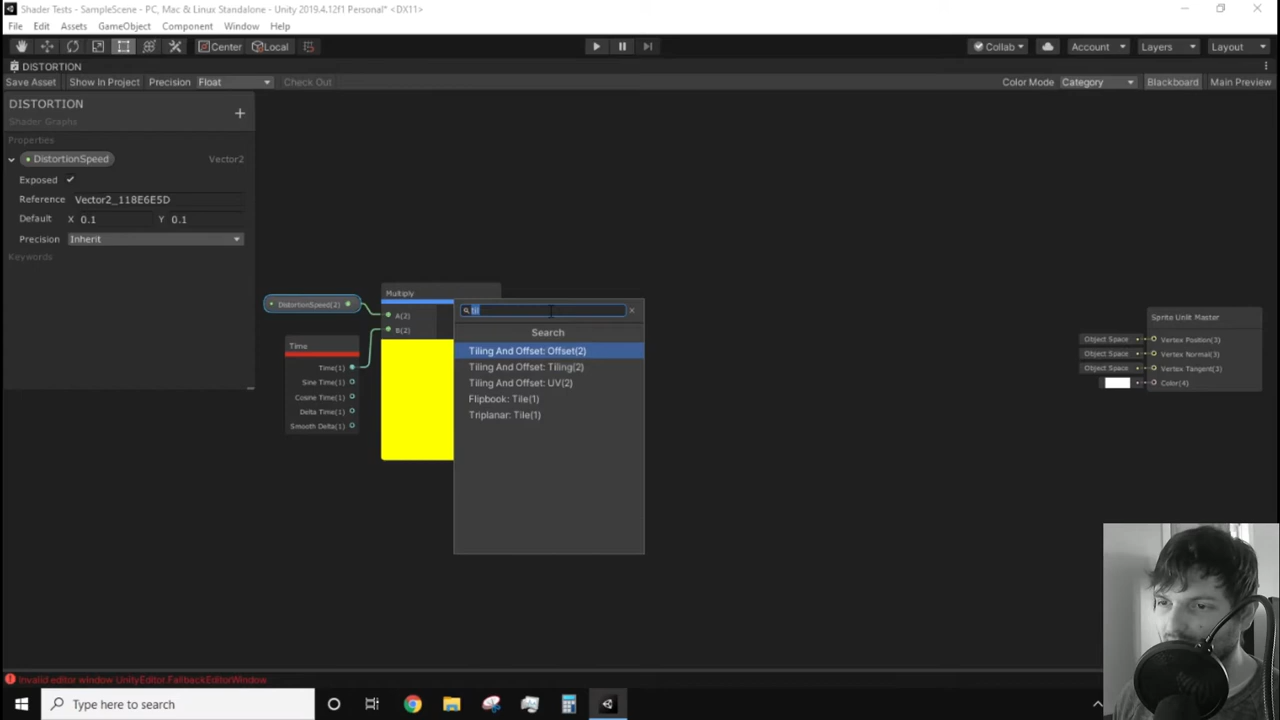 Shader Tests - SampleScene - PC, Mac & Linux Standalone - Unity 2019.4.12f1 Personal* <DX11>
File Edit Assets GameObject Component Window Help
Center Local Collab Account Layers Layout
DISTORTION
Save Asset Show In Project Precision Float Check Out Color Mode Category Blackboard Main Preview
DISTORTION
Shader Graphs
Properties
DistortionSpeed Vector2
Exposed
Reference Vector2_118E6E5D
Default X 0.1 Y 0.1
Precision Inherit
Keywords
DistortionSpeed(2)
Multiply
A(2)
B(2)
Time
Time(1)
Sine Time(1)
Cosine Time(1)
Delta Time(1)
Smooth Delta(1)
til
Search
Tiling And Offset: Offset(2)
Tiling And Offset: Tiling(2)
Tiling And Offset: UV(2)
Flipbook: Tile(1)
Triplanar: Tile(1)
Sprite Unlit Master
Object Space Vertex Position(3)
Object Space Vertex Normal(3)
Object Space Vertex Tangent(3)
Color(4)
Invalid editor window UnityEditor.FallbackEditorWindow
Type here to search